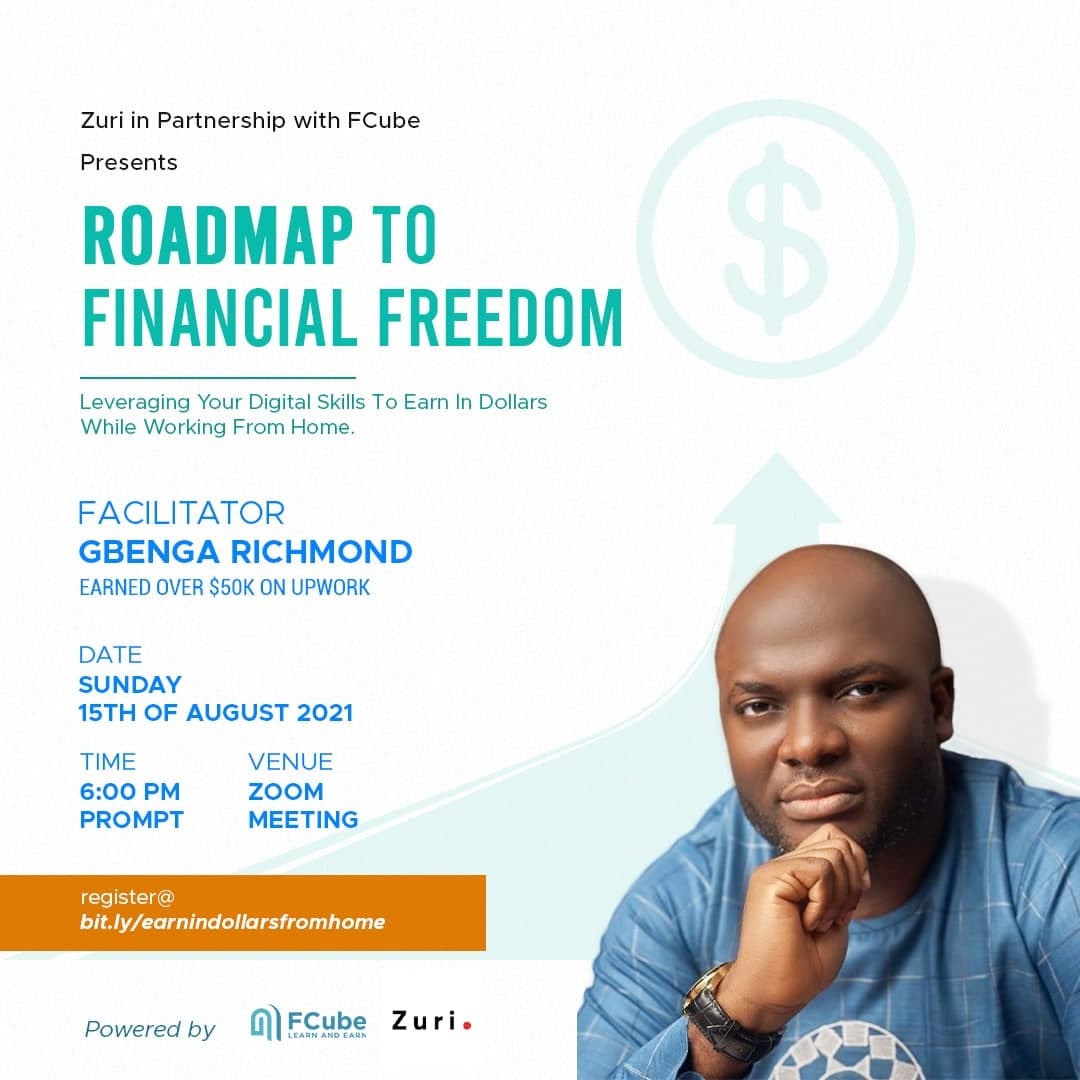 Zuri in Partnership with FCube
Presents
ROADMAP TO
FINANCIAL FREEDOM
Leveraging Your Digital Skills To Earn In Dollars
While Working From Home.
FACILITATOR
GBENGA RICHMOND
EARNED OVER $50K ON UPWORK
DATE
SUNDAY
15TH OF AUGUST 2021
TIME
6:00 PM
PROMPT
VENUE
ZOOM
MEETING
register@
bit.ly/earnindollarsfromhome
Powered by
FCube
LEARN AND EARN
Zuri.